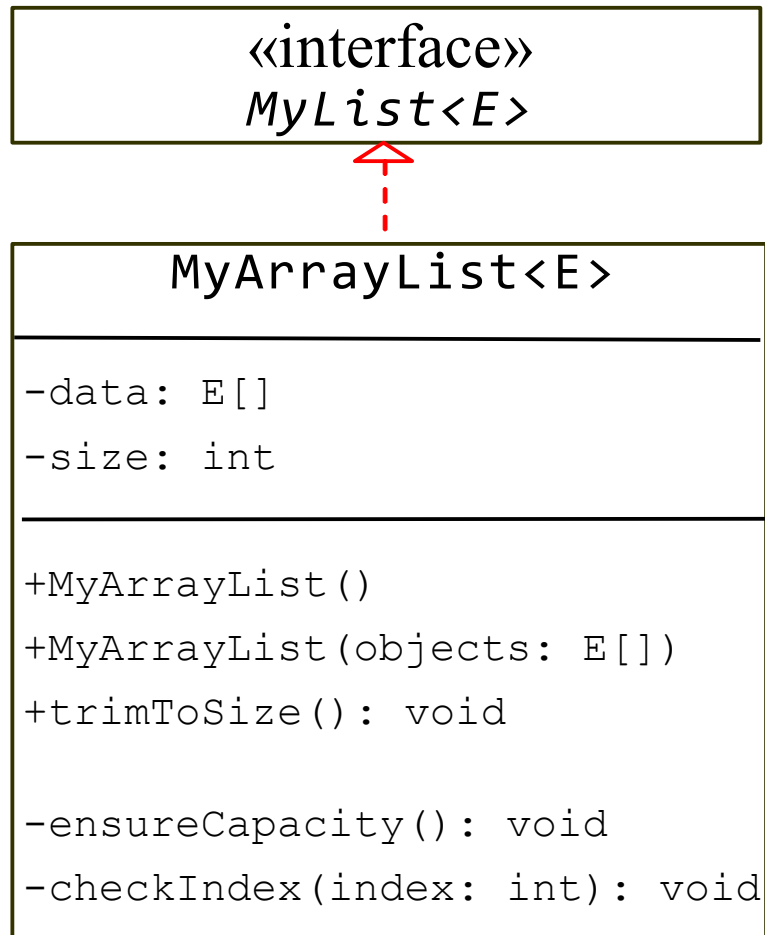 «interface»
MyList<E>
MyArrayList<E>
-data: E[]
-size: int
+MyArrayList()
+MyArrayList(objects: E[])
+trimToSize(): void
-ensureCapacity(): void
-checkIndex(index: int): void